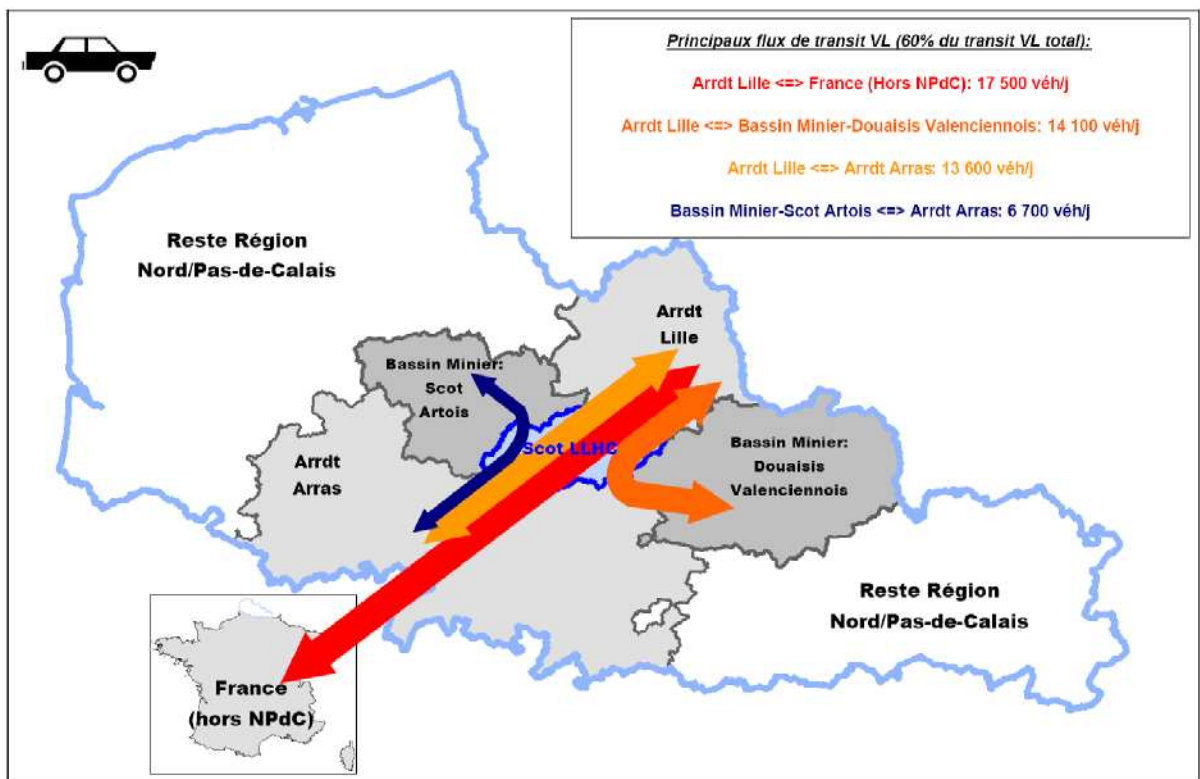 Principaux flux de transit VL (60% du transit VL total):
Arrdt Lille <=> France (Hors NPdC): 17 500 véh/j
Arrdt Lille <=> Bassin Minier-Douaisis Valenciennois: 14 100 véh/j
Arrdt Lille <=> Arrdt Arras: 13 600 véh/j
Bassin Minier-Scot Artois <=> Arrdt Arras: 6 700 véh/j
Reste Région
Nord/Pas-de-Calais
Arrdt
Lille
Bassin Minier:
Scot
Artois
Scot LLHC
Bassin Minier:
Douaisis
Valenciennois
Arrdt
Arras
Reste Région
Nord/Pas-de-Calais
France
(hors NPdC)